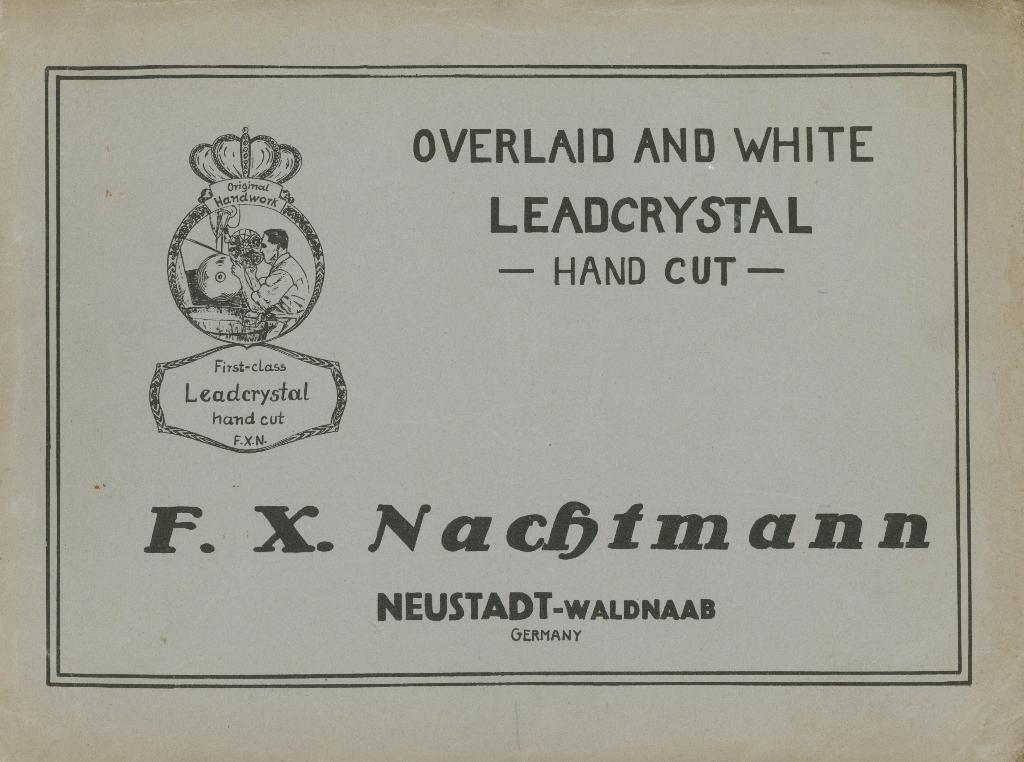 OVERLAID AND WHITE
LEADCRYSTAL
— HAND CUT —
Original
Handwork
First-class
Leadcrystal
hand cut
F.X.N.
F. X. Nachtmann
NEUSTADT-WALDNAAB
GERMANY